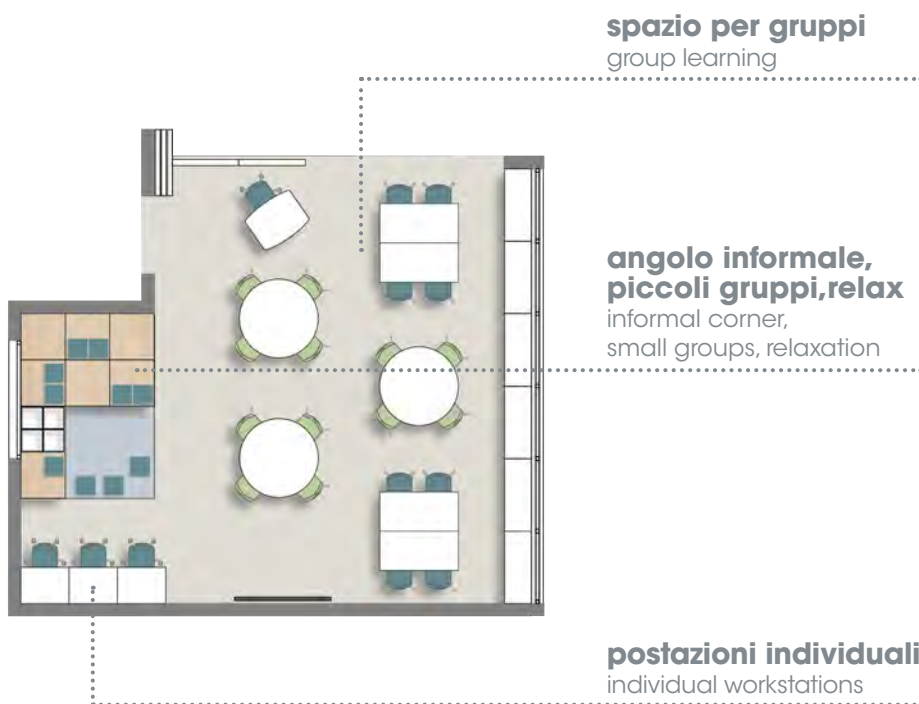 spazio per gruppi
group learning
angolo informale,
piccoli gruppi,relax
informal corner,
small groups, relaxation
postazioni individuali
individual workstations